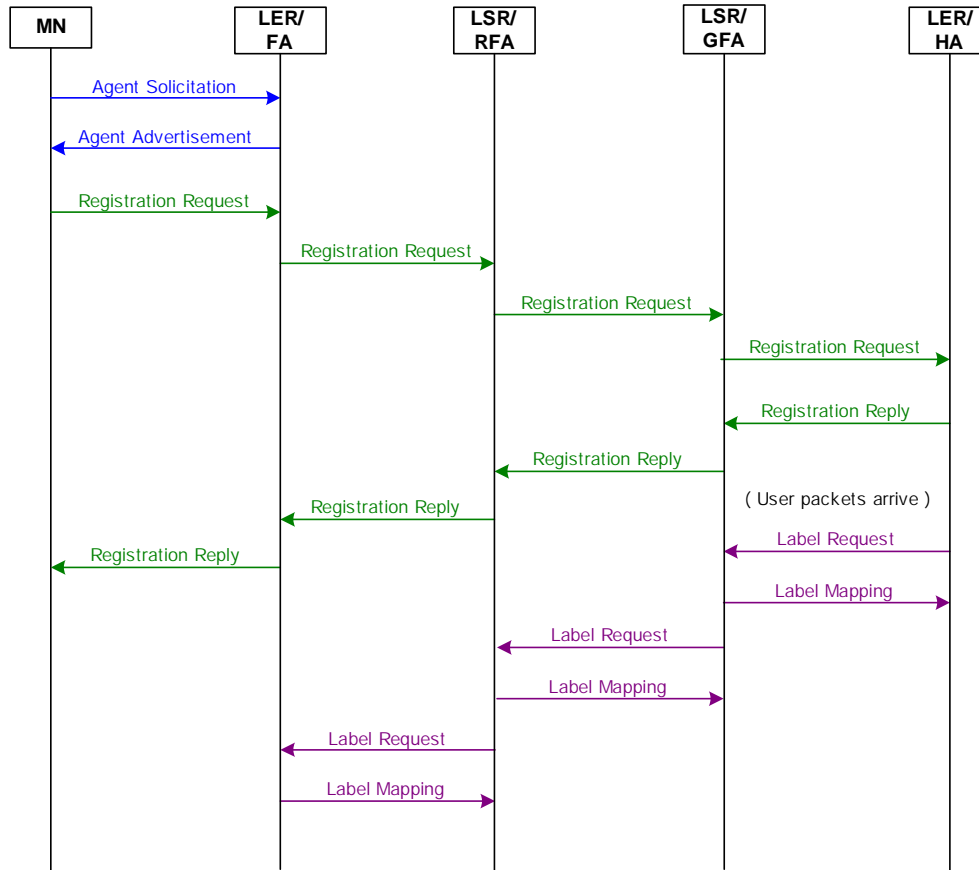 MN
LER/
FA
LSR/
RFA
LSR/
GFA
LER/
HA
Agent Solicitation
Agent Advertisement
Registration Request
Registration Request
Registration Request
Registration Request
Registration Reply
Registration Reply
( User packets arrive )
Registration Reply
Label Request
Registration Reply
Label Mapping
Label Request
Label Mapping
Label Request
Label Mapping